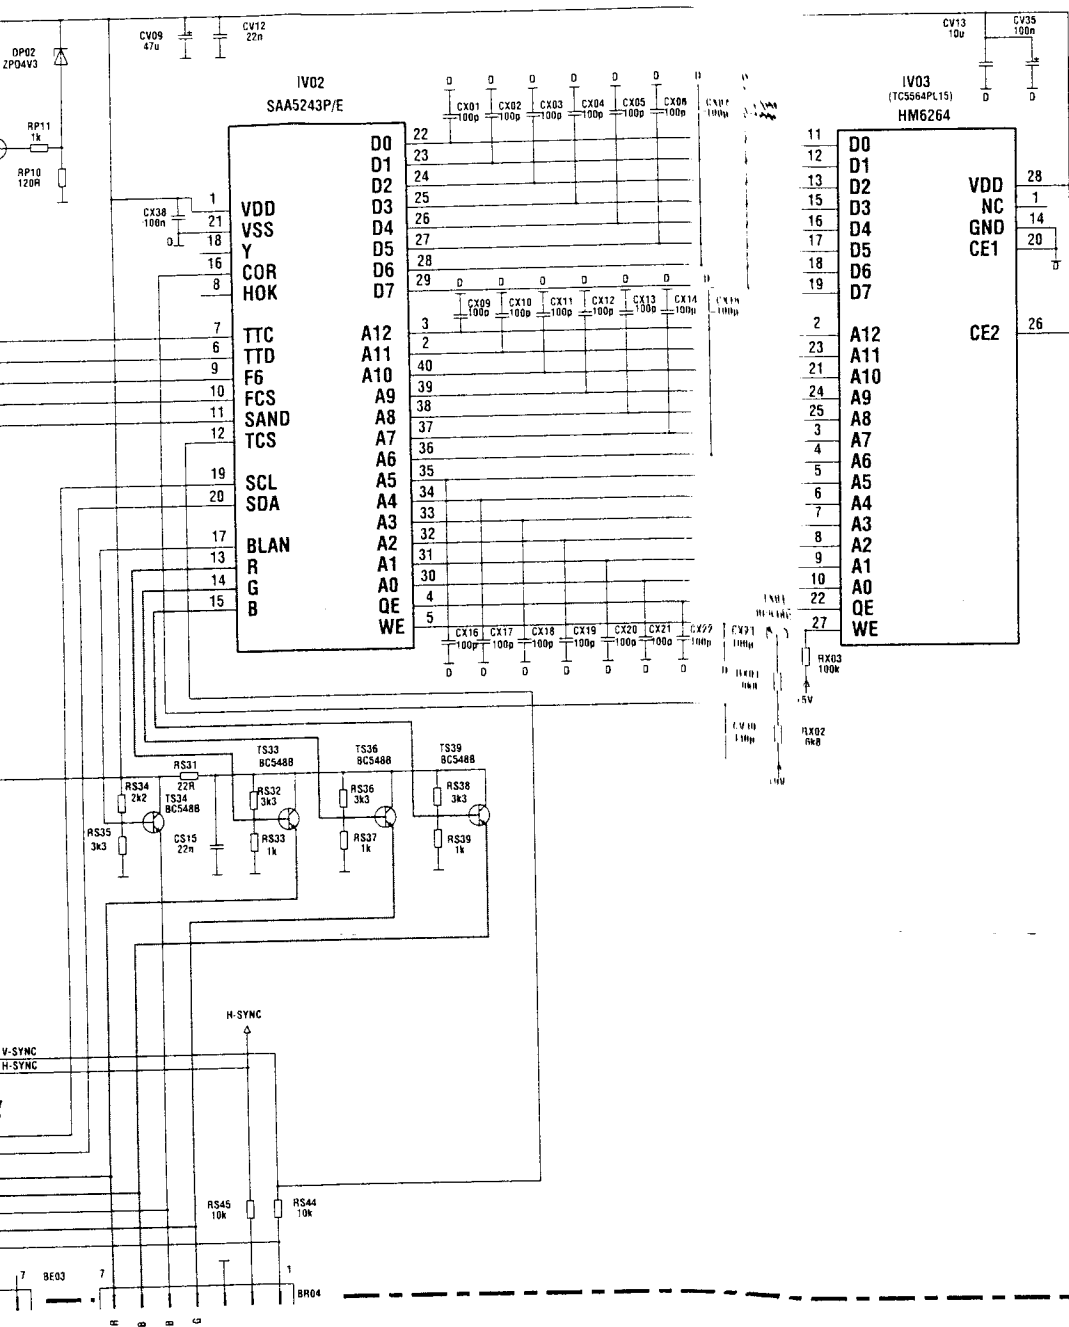 CV09
47u
CV12
22n
CV13
10u
CV35
100n
DP02
ZPD4V3
RP11
1k
RP10
120R
IV02
SAA5243P/E
IV03
(TC5564PL15)
HM6264
D D D D D D D
CX01
100p
CX02
100p
CX03
100p
CX04
100p
CX05
100p
CX06
100p
D D
22 D0
23 D1
24 D2
25 D3
26 D4
27 D5
28 D6
29 D7
1 VDD
21 VSS
18 Y
16 COR
8 HOK
CX38
100n
D
7 TTC
6 TTD
9 F6
10 FCS
11 SAND
12 TCS
19 SCL
20 SDA
17 BLAN
13 R
14 G
15 B
D D D D D D D
CX09
100p
CX10
100p
CX11
100p
CX12
100p
CX13
100p
CX14
100p
3 A12
2 A11
40 A10
39 A9
38 A8
37 A7
36 A6
35 A5
34 A4
33 A3
32 A2
31 A1
30 A0
4 OE
5 WE
CX16
100p
CX17
100p
CX18
100p
CX19
100p
CX20
100p
CX21
100p
CX22
100p
D D D D D D D
11 D0
12 D1
13 D2
15 D3
16 D4
17 D5
18 D6
19 D7
2 A12
23 A11
21 A10
24 A9
25 A8
3 A7
4 A6
5 A5
6 A4
7 A3
8 A2
9 A1
10 A0
22 OE
27 WE
VDD 28
NC 1
GND 14
CE1 20
D
CE2 26
RX03
100k
+5V
RX02
6k8
RS31
22R
RS34
2k2
TS34
BC548B
RS35
3k3
CS15
22n
TS33
BC548B
RS32
3k3
RS33
1k
TS36
BC548B
RS36
3k3
RS37
1k
TS39
BC548B
RS38
3k3
RS39
1k
H-SYNC
V-SYNC
H-SYNC
RS45
10k
RS44
10k
7 BE03
7
1
BR04
R B B G